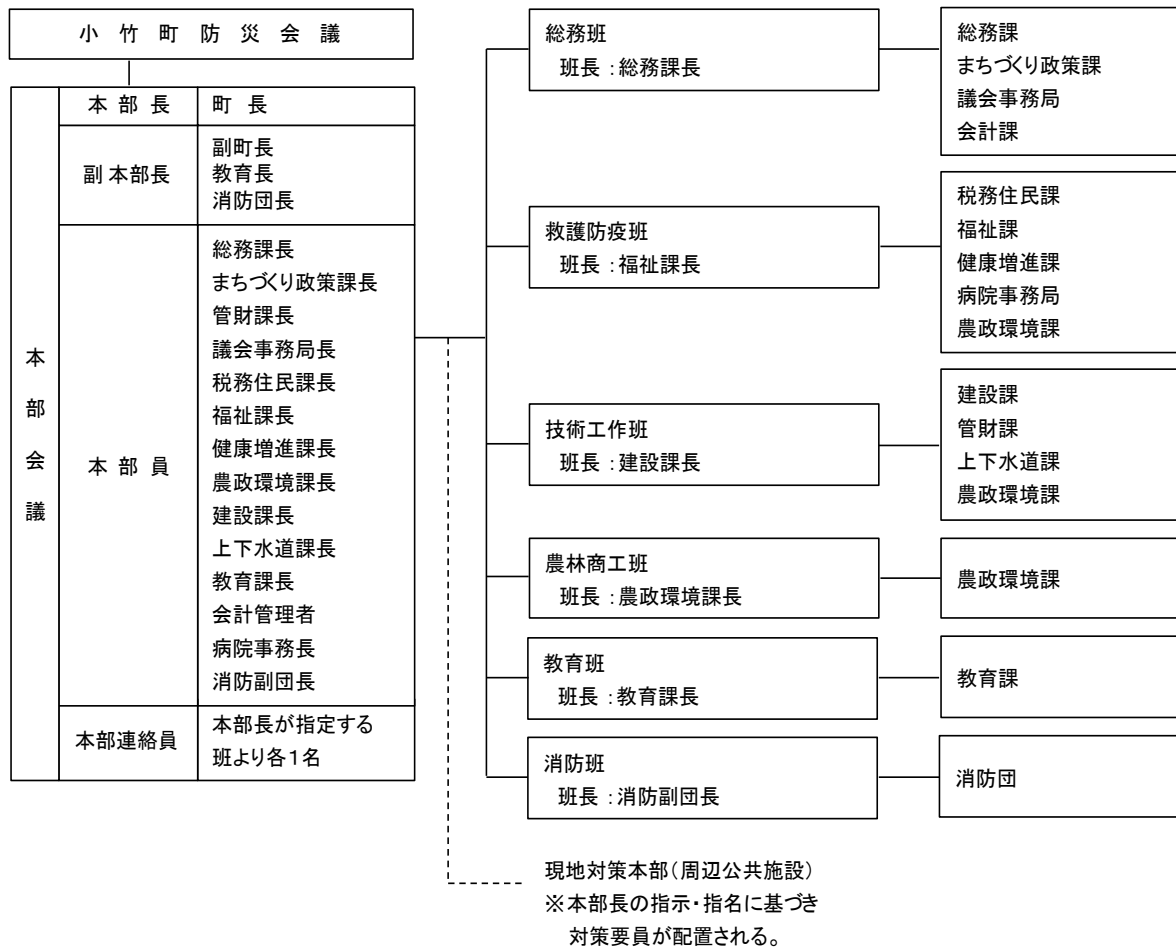 小竹町防災会議
本部会議
本部長
町長
副本部長
副町長
教育長
消防団長
本部員
総務課長
まちづくり政策課長
管財課長
議会事務局長
税務住民課長
福祉課長
健康増進課長
農政環境課長
建設課長
上下水道課長
教育課長
会計管理者
病院事務長
消防副団長
本部連絡員
本部長が指定する
班より各1名
総務班
班長：総務課長
総務課
まちづくり政策課
議会事務局
会計課
救護防疫班
班長：福祉課長
税務住民課
福祉課
健康増進課
病院事務局
農政環境課
技術工作班
班長：建設課長
建設課
管財課
上下水道課
農政環境課
農林商工班
班長：農政環境課長
農政環境課
教育班
班長：教育課長
教育課
消防班
班長：消防副団長
消防団
現地対策本部（周辺公共施設）
※本部長の指示・指名に基づき
対策要員が配置される。